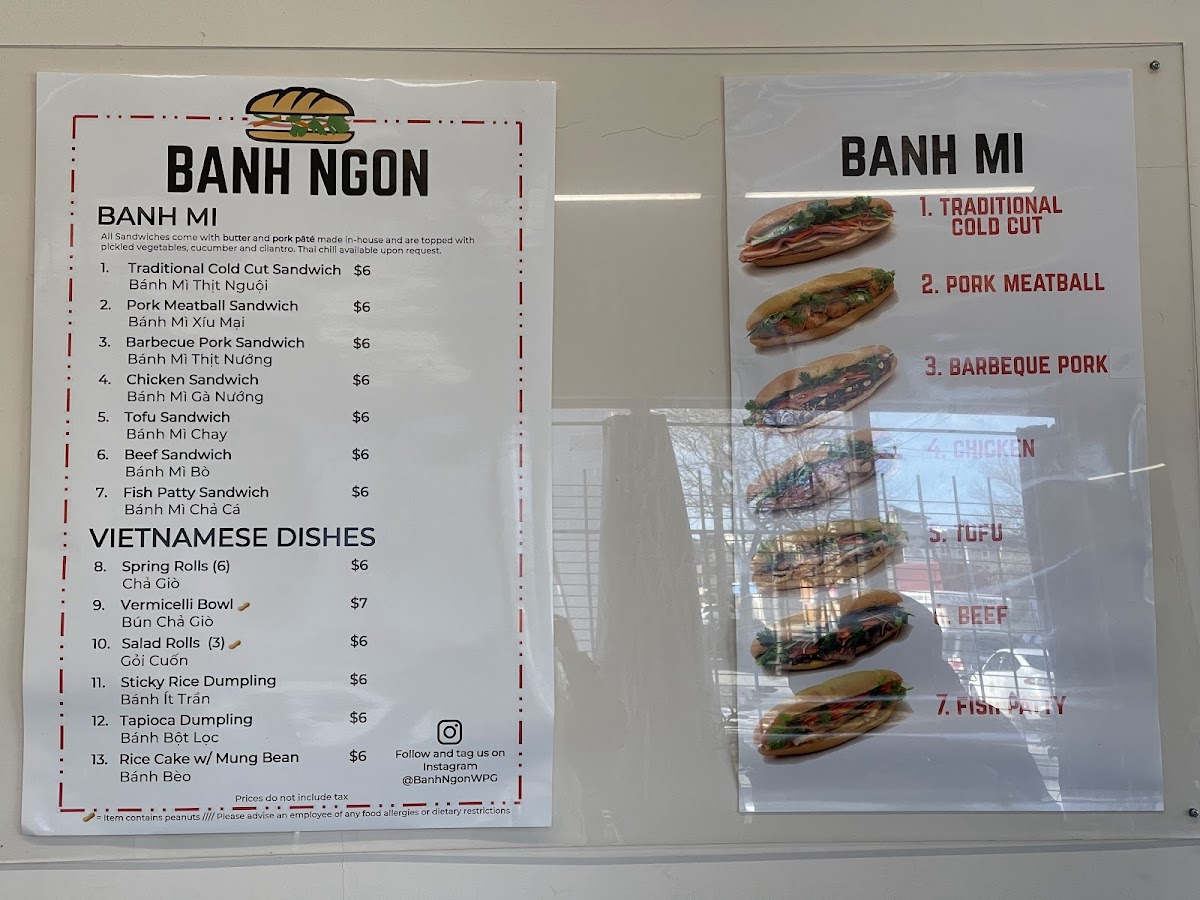 BANH NGON
BANH MI
All Sandwiches come with butter and pork pâté made in-house and are topped with
pickled vegetables, cucumber and cilantro. Thai chill available upon request.
1. Traditional Cold Cut Sandwich $6
Bánh Mì Thịt Nguội
2. Pork Meatball Sandwich $6
Bánh Mì Xíu Mại
3. Barbecue Pork Sandwich $6
Bánh Mì Thịt Nướng
4. Chicken Sandwich $6
Bánh Mì Gà Nướng
5. Tofu Sandwich $6
Bánh Mì Chay
6. Beef Sandwich $6
Bánh Mì Bò
7. Fish Patty Sandwich $6
Bánh Mì Chả Cá
VIETNAMESE DISHES
8. Spring Rolls (6) $6
Chả Giò
9. Vermicelli Bowl $7
Bún Chả Giò
10. Salad Rolls (3) $6
Gỏi Cuốn
11. Sticky Rice Dumpling $6
Bánh Ít Trần
12. Tapioca Dumpling $6
Bánh Bột Lọc
13. Rice Cake w/ Mung Bean $6
Bánh Bèo
Follow and tag us on
Instagram
@BanhNgonWPG
Prices do not include tax
= Item contains peanuts //// Please advise an employee of any food allergies or dietary restrictions
BANH MI
1. TRADITIONAL
COLD CUT
2. PORK MEATBALL
3. BARBEQUE PORK
4. CHICKEN
5. TOFU
6. BEEF
7. FISH PATTY